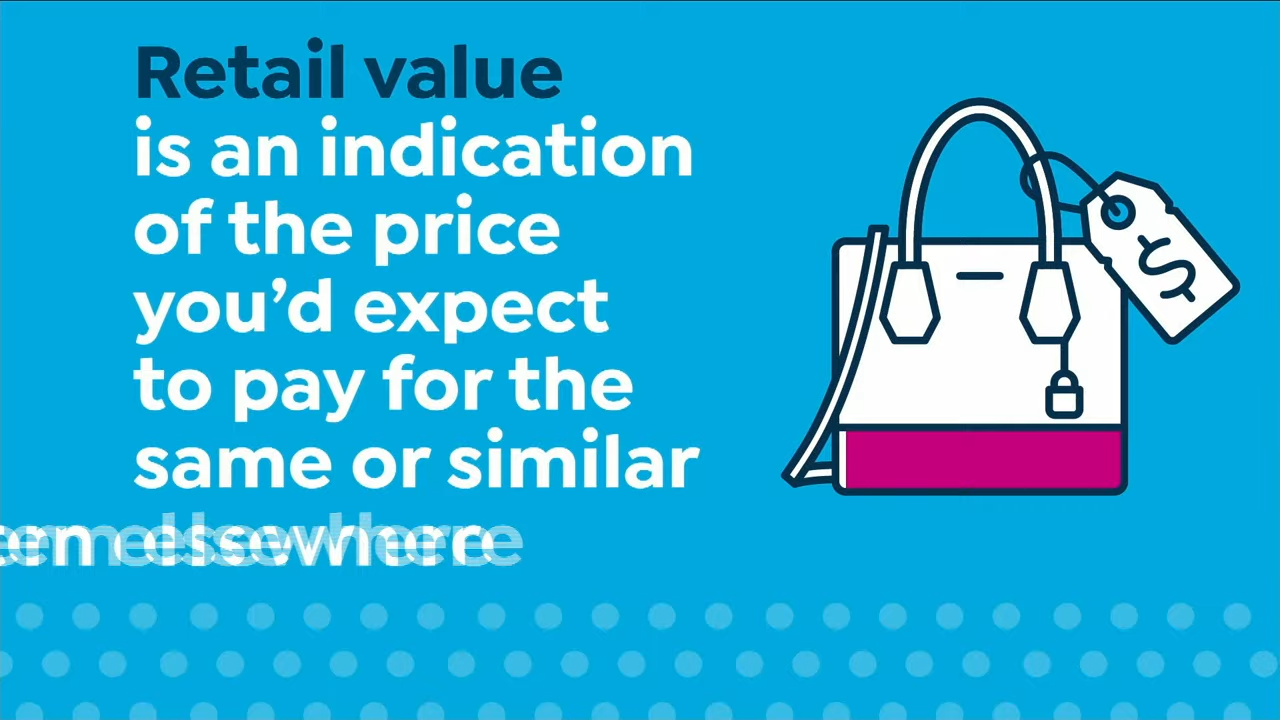 Retail value
is an indication
of the price
you’d expect
to pay for the
same or similar
elsewhere
$